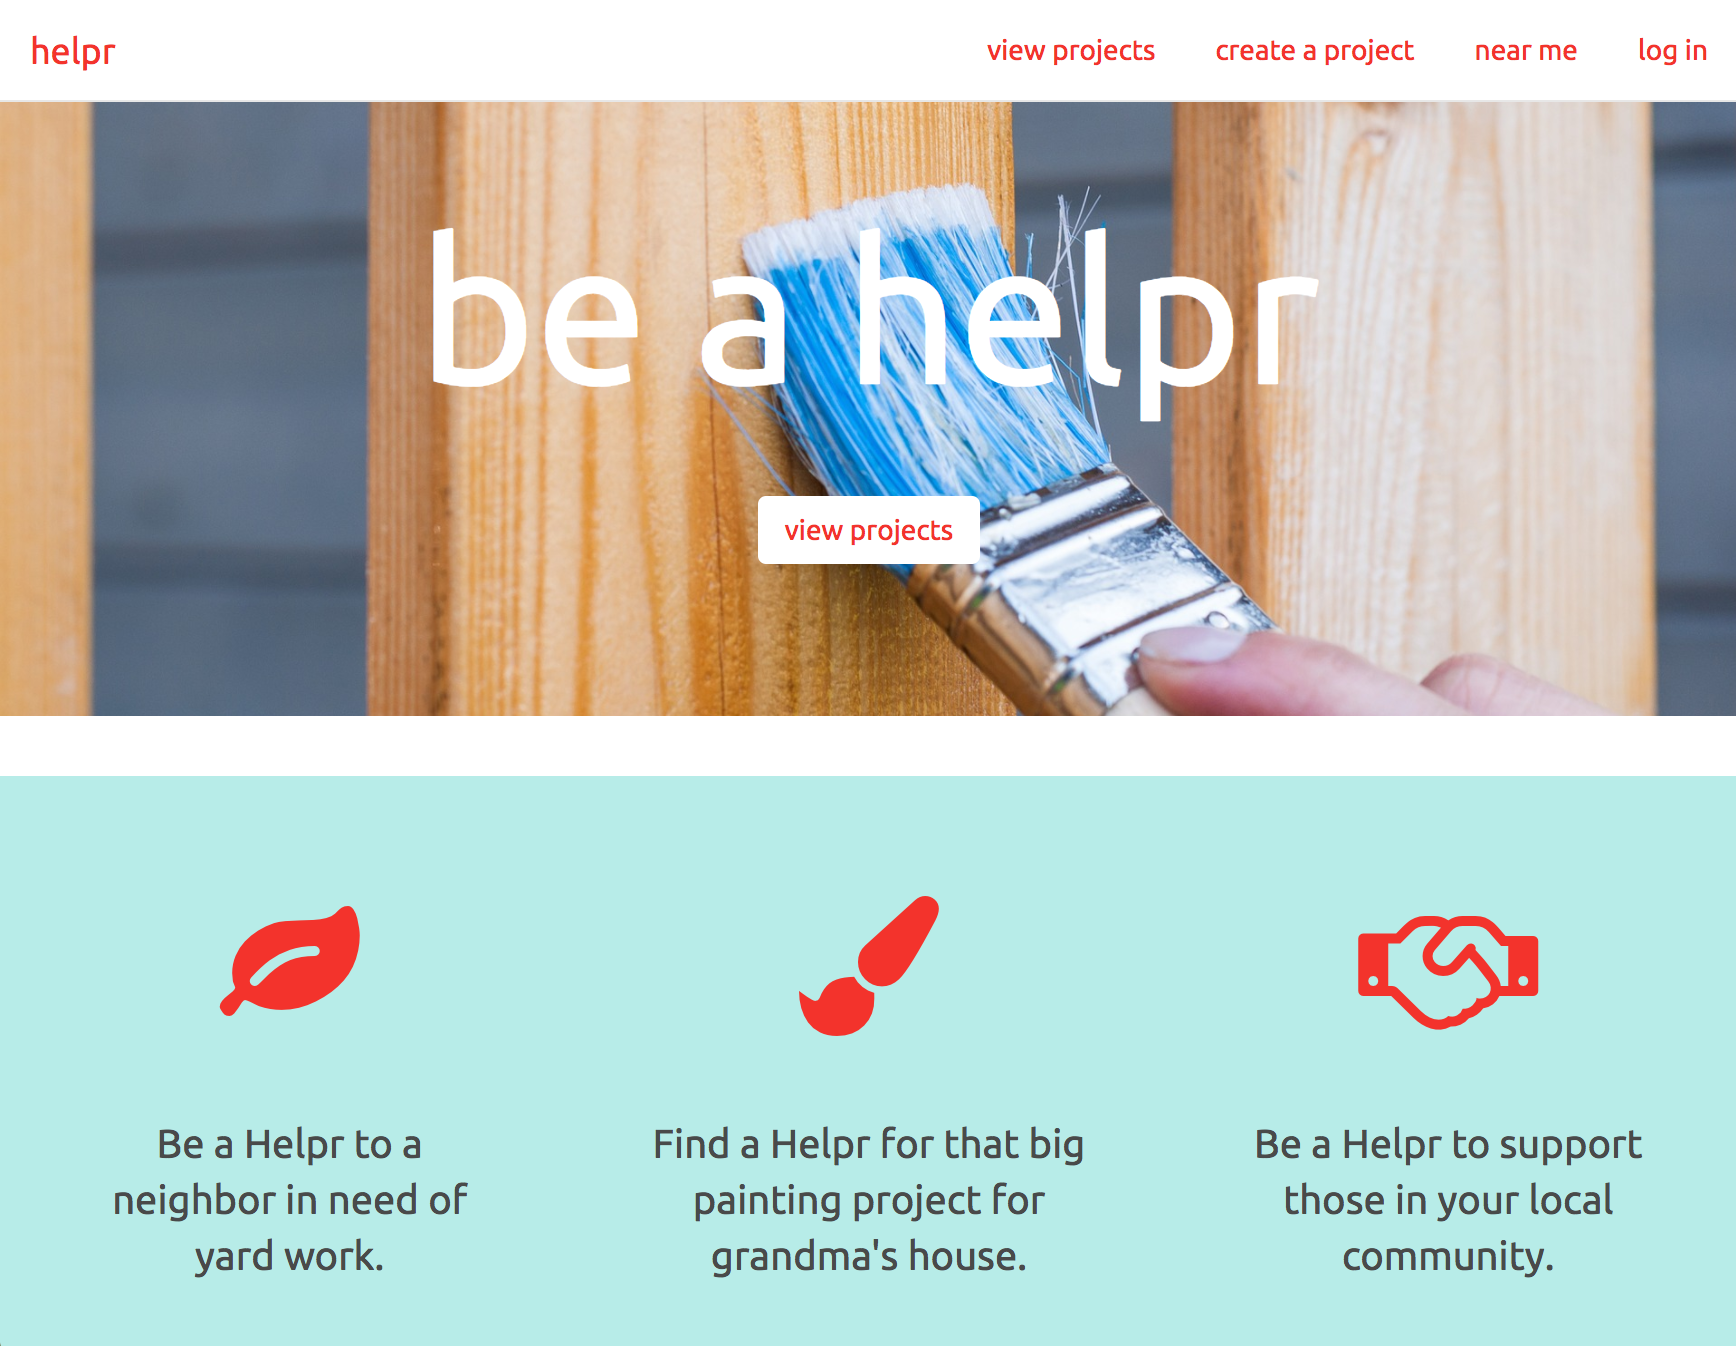 helpr
view projects
create a project
near me
log in
be a helpr
view projects
Be a Helpr to a
neighbor in need of
yard work.
Find a Helpr for that big
painting project for
grandma's house.
Be a Helpr to support
those in your local
community.